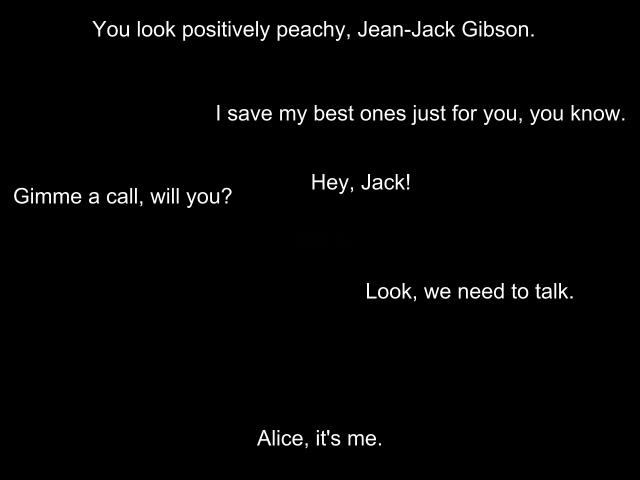 You look positively peachy, Jean-Jack Gibson.
I save my best ones just for you, you know.
Hey, Jack!
Gimme a call, will you?
Look, we need to talk.
Alice, it's me.